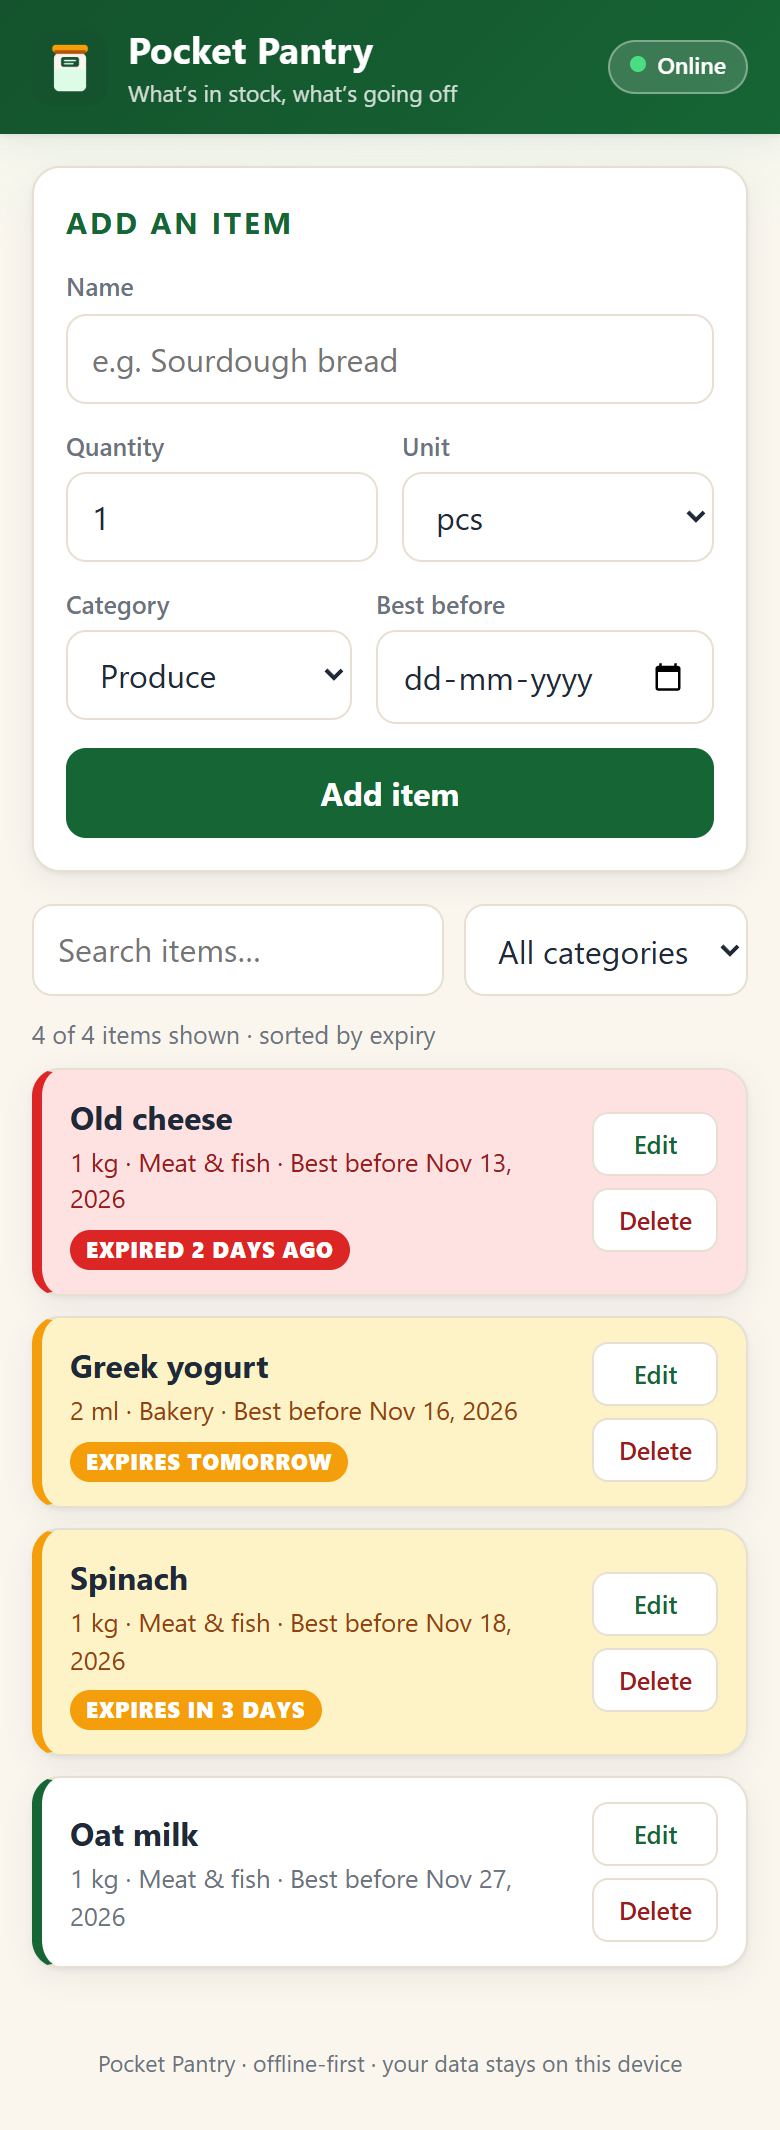 Pocket Pantry
What's in stock, what's going off
Online
ADD AN ITEM
Name
e.g. Sourdough bread
Quantity
Unit
1
pcs
Category
Best before
Produce
dd-mm-yyyy
Add item
Search items...
All categories
4 of 4 items shown · sorted by expiry
Old cheese
1 kg · Meat & fish · Best before Nov 13,
2026
EXPIRED 2 DAYS AGO
Edit
Delete
Greek yogurt
2 ml · Bakery · Best before Nov 16, 2026
EXPIRES TOMORROW
Edit
Delete
Spinach
1 kg · Meat & fish · Best before Nov 18,
2026
EXPIRES IN 3 DAYS
Edit
Delete
Oat milk
1 kg · Meat & fish · Best before Nov 27,
2026
Edit
Delete
Pocket Pantry · offline-first · your data stays on this device